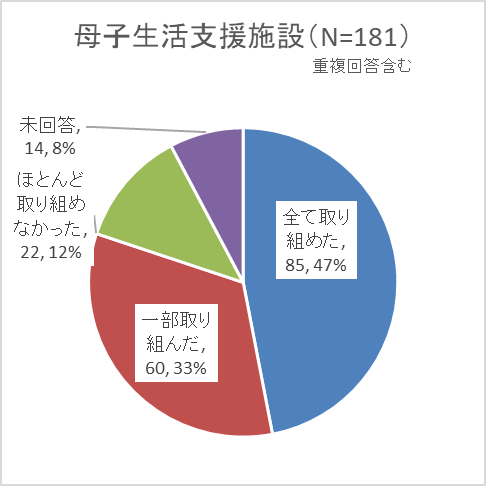 母子生活支援施設（N=181）
重複回答含む
未回答,
14, 8%
ほとんど
取り組め
なかった,
22, 12%
全て取り
組めた,
85, 47%
一部取り
組んだ,
60, 33%